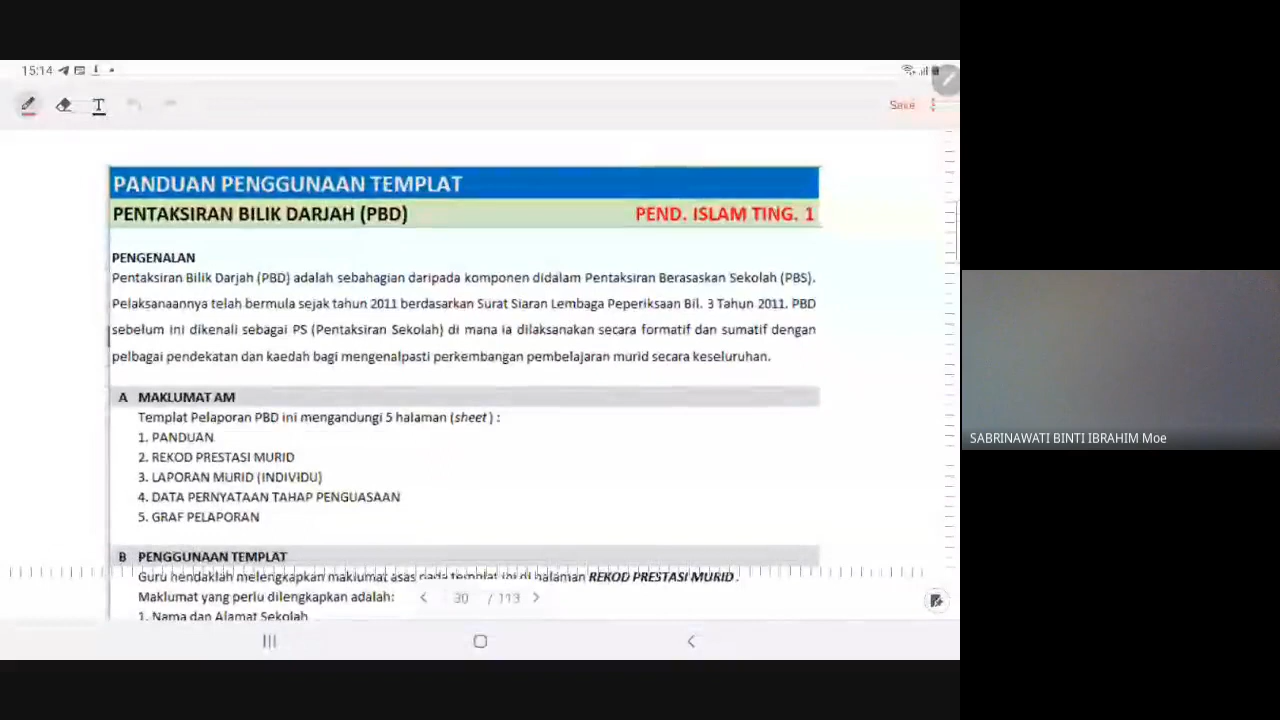 15:14
T
Save
PANDUAN PENGGUNAAN TEMPLAT
PENTAKSIRAN BILIK DARJAH (PBD) PEND. ISLAM TING. 1
PENGENALAN
Pentaksiran Bilik Darjah (PBD) adalah sebahagian daripada komponen didalam Pentaksiran Berasaskan Sekolah (PBS).
Pelaksanaannya telah bermula sejak tahun 2011 berdasarkan Surat Siaran Lembaga Peperiksaan Bil. 3 Tahun 2011. PBD
sebelum ini dikenali sebagai PS (Pentaksiran Sekolah) di mana ia dilaksanakan secara formatif dan sumatif dengan
pelbagai pendekatan dan kaedah bagi mengenalpasti perkembangan pembelajaran murid secara keseluruhan.
A MAKLUMAT AM
Templat Pelaporan PBD ini mengandungi 5 halaman (sheet) :
1. PANDUAN
2. REKOD PRESTASI MURID
3. LAPORAN MURID (INDIVIDU)
4. DATA PERNYATAAN TAHAP PENGUASAAN
5. GRAF PELAPORAN
B PENGGUNAAN TEMPLAT
Guru hendaklah melengkapkan maklumat asas pada templat ini di halaman REKOD PRESTASI MURID.
Maklumat yang perlu dilengkapkan adalah:
30 / 113
1. Nama dan Alamat Sekolah
SABRINAWATI BINTI IBRAHIM Moe